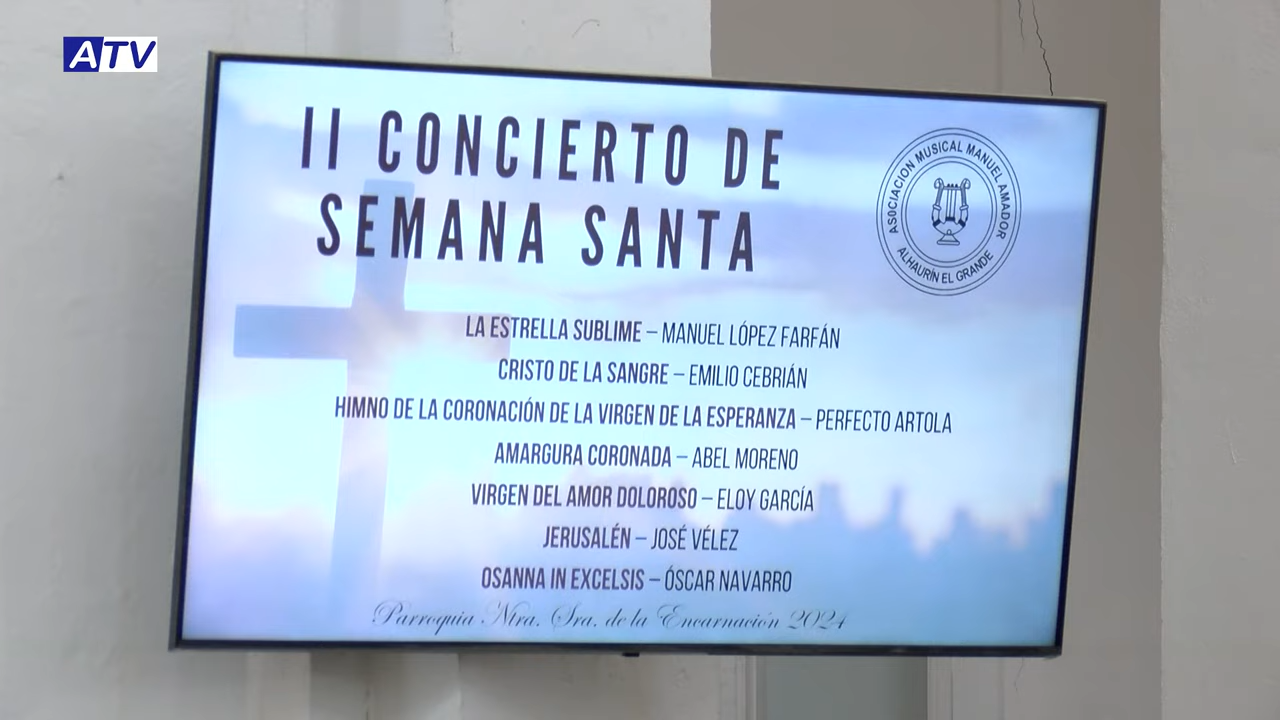 ATV
II CONCIERTO DE
SEMANA SANTA
ASOCIACION MUSICAL MANUEL AMADOR
ALHAURÍN EL GRANDE
LA ESTRELLA SUBLIME – MANUEL LÓPEZ FARFÁN
CRISTO DE LA SANGRE – EMILIO CEBRIÁN
HIMNO DE LA CORONACIÓN DE LA VIRGEN DE LA ESPERANZA – PERFECTO ARTOLA
AMARGURA CORONADA – ABEL MORENO
VIRGEN DEL AMOR DOLOROSO – ELOY GARCÍA
JERUSALÉN – JOSÉ VÉLEZ
OSANNA IN EXCELSIS – ÓSCAR NAVARRO
Parroquia Ntra. Sra. de la Encarnación 2024